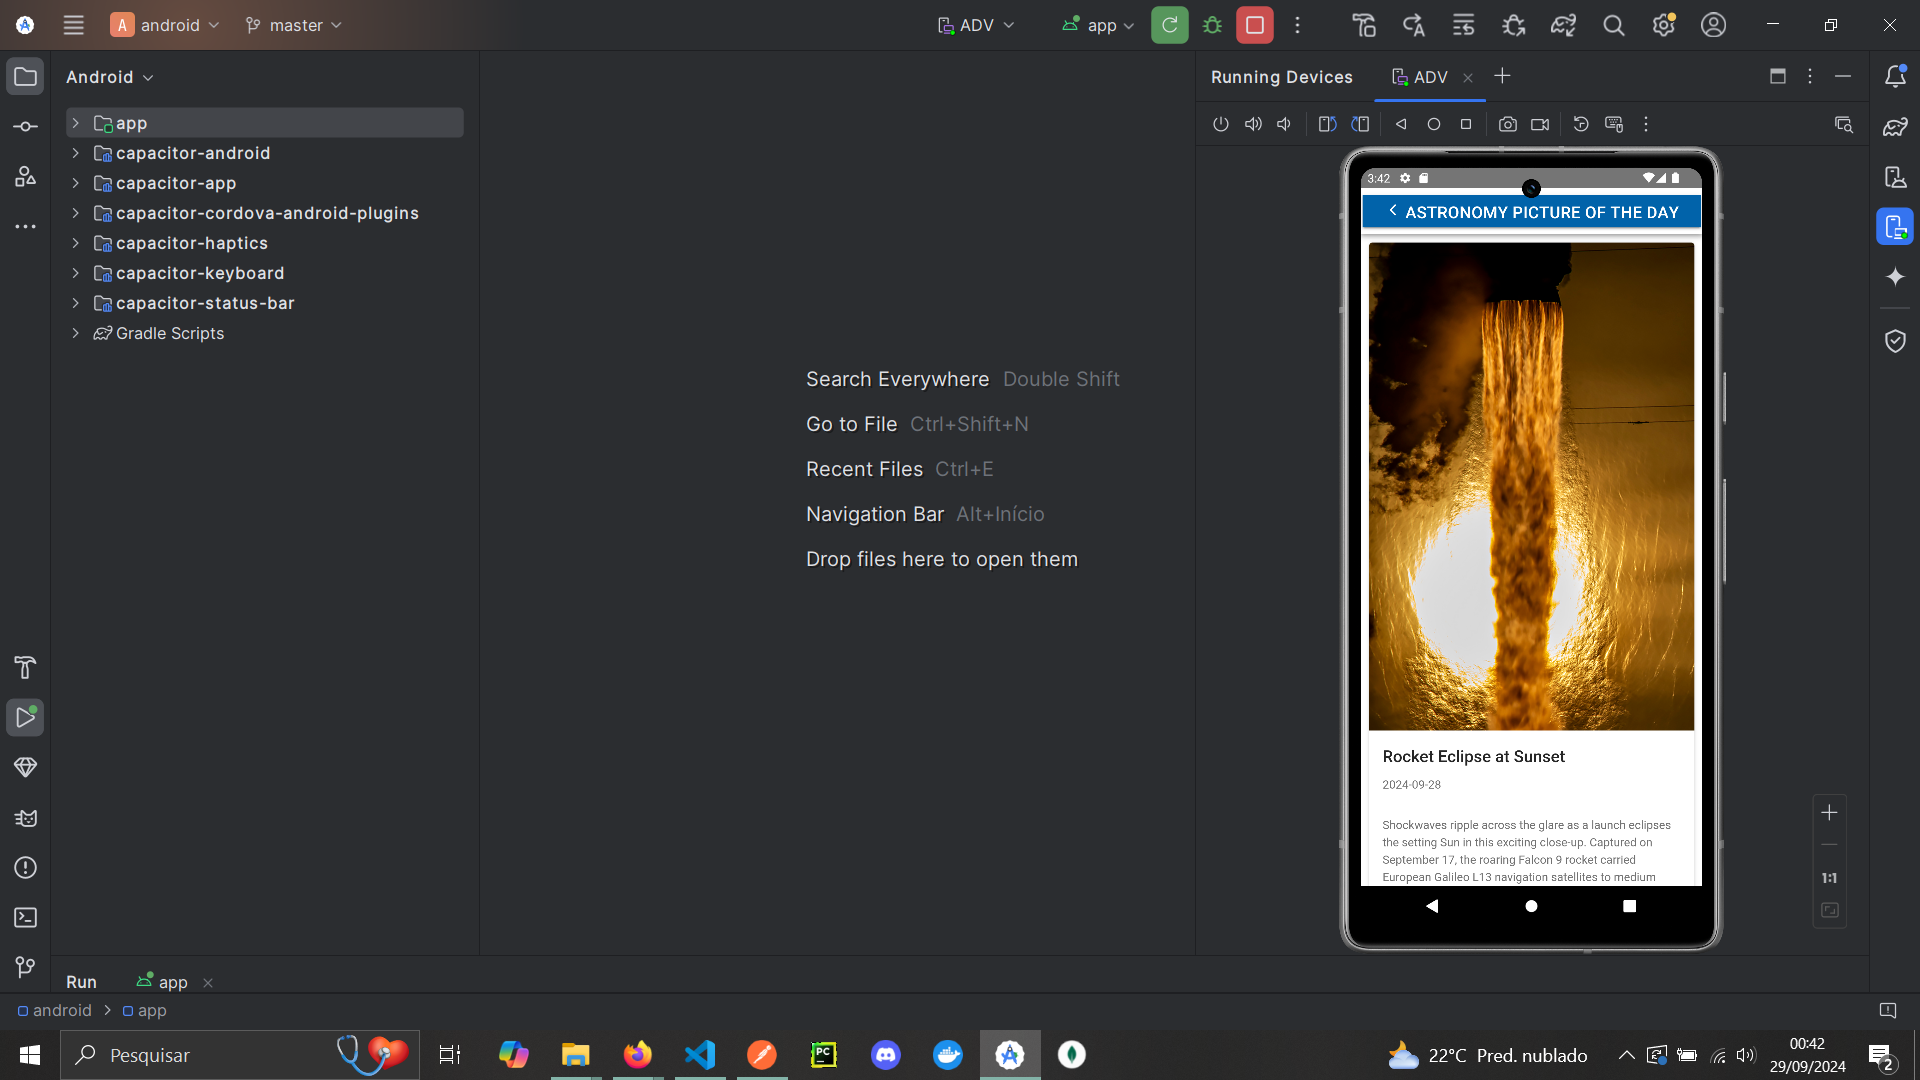 A android master ADV app
Android
app
capacitor-android
capacitor-app
capacitor-cordova-android-plugins
capacitor-haptics
capacitor-keyboard
capacitor-status-bar
Gradle Scripts
Search Everywhere Double Shift
Go to File Ctrl+Shift+N
Recent Files Ctrl+E
Navigation Bar Alt+Início
Drop files here to open them
Running Devices ADV
3:42
ASTRONOMY PICTURE OF THE DAY
Rocket Eclipse at Sunset
2024-09-28
Shockwaves ripple across the glare as a launch eclipses
the setting Sun in this exciting close-up. Captured on
September 17, the roaring Falcon 9 rocket carried
European Galileo L13 navigation satellites to medium
1:1
Run app
android app
Pesquisar
PC
22°C Pred. nublado
00:42
29/09/2024
2